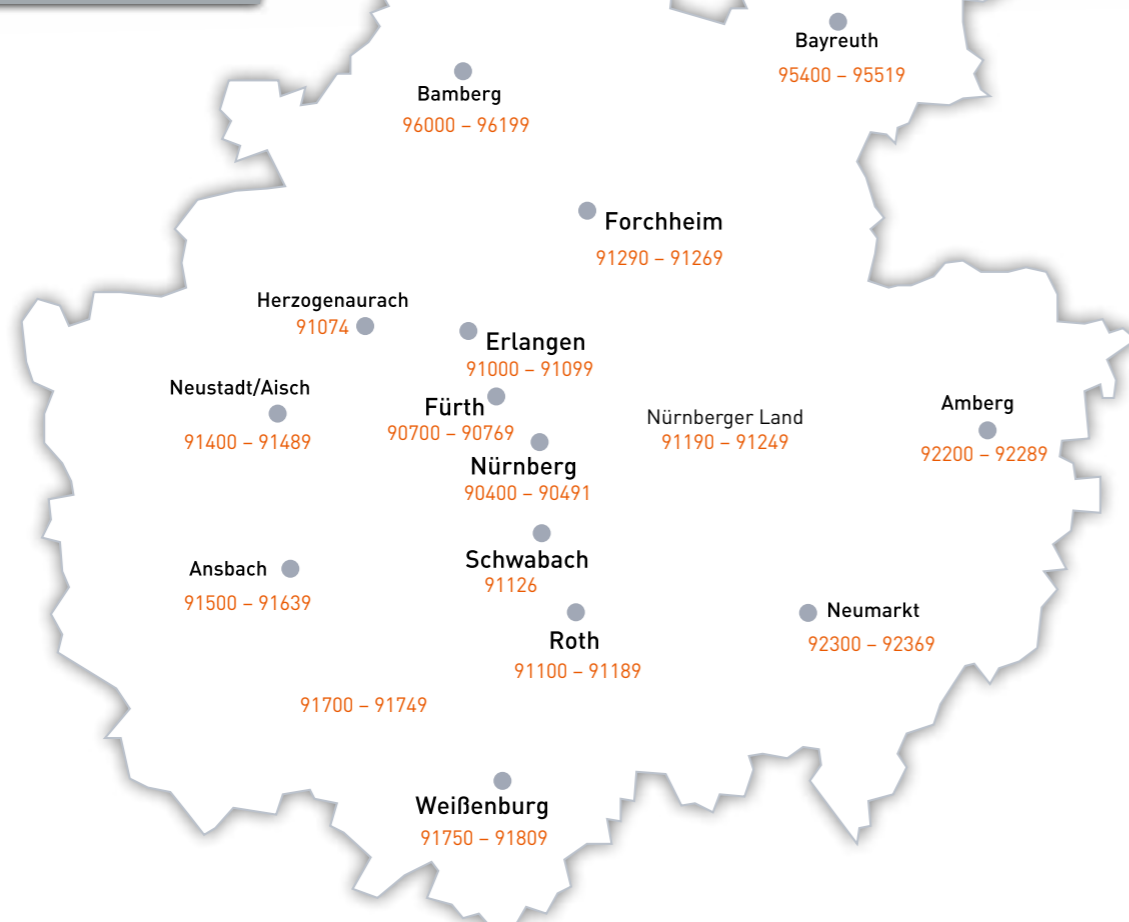 Bayreuth
95400 – 95519
Bamberg
96000 – 96199
Forchheim
91290 – 91269
Herzogenaurach
91074
Erlangen
91000 – 91099
Neustadt/Aisch
91400 – 91489
Fürth
90700 – 90769
Nürnberger Land
91190 – 91249
Amberg
92200 – 92289
Nürnberg
90400 – 90491
Schwabach
91126
Ansbach
91500 – 91639
Roth
91100 – 91189
Neumarkt
92300 – 92369
91700 – 91749
Weißenburg
91750 – 91809